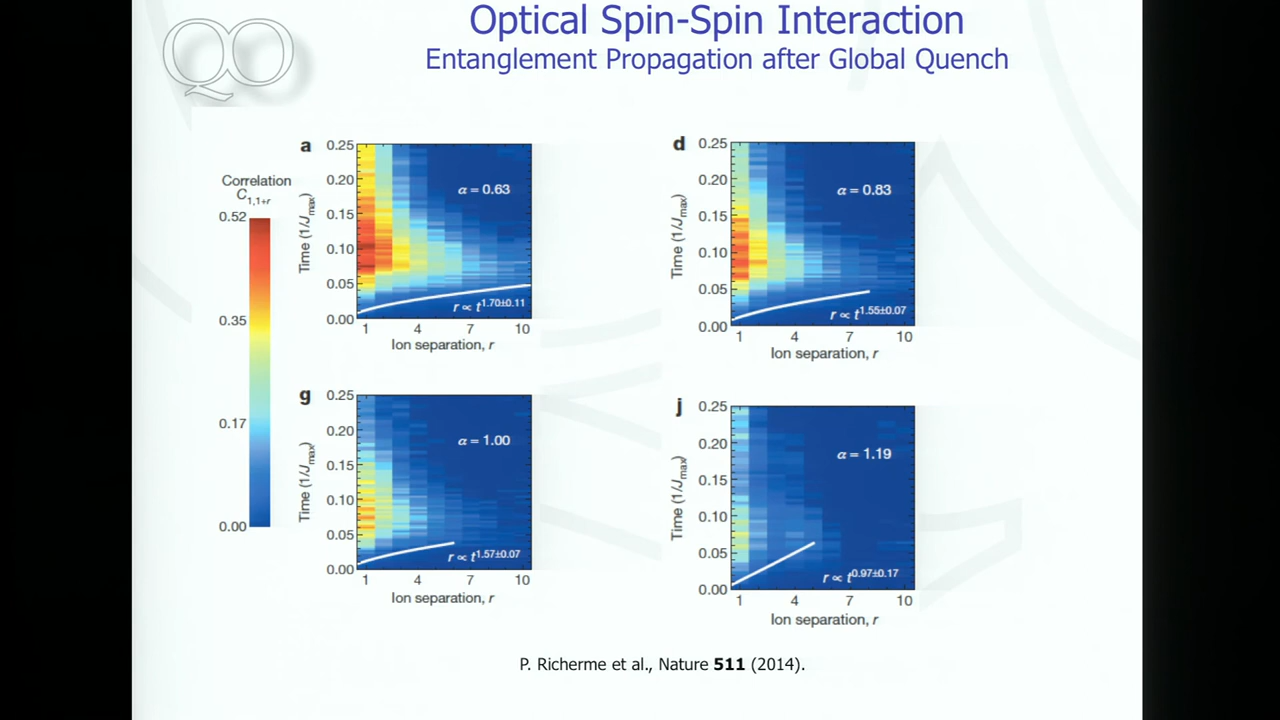 QO
Optical Spin-Spin Interaction
Entanglement Propagation after Global Quench
Correlation
C1,1+r
0.52
0.35
0.17
0.00
a
Time (1/Jmax)
0.25
0.20
0.15
0.10
0.05
0.00
α = 0.63
r ∝ t1.70±0.11
1 4 7 10
Ion separation, r
d
Time (1/Jmax)
0.25
0.20
0.15
0.10
0.05
0.00
α = 0.83
r ∝ t1.55±0.07
1 4 7 10
Ion separation, r
g
Time (1/Jmax)
0.25
0.20
0.15
0.10
0.05
0.00
α = 1.00
r ∝ t1.57±0.07
1 4 7 10
Ion separation, r
j
Time (1/Jmax)
0.25
0.20
0.15
0.10
0.05
0.00
α = 1.19
r ∝ t0.97±0.17
1 4 7 10
Ion separation, r
P. Richerme et al., Nature 511 (2014).